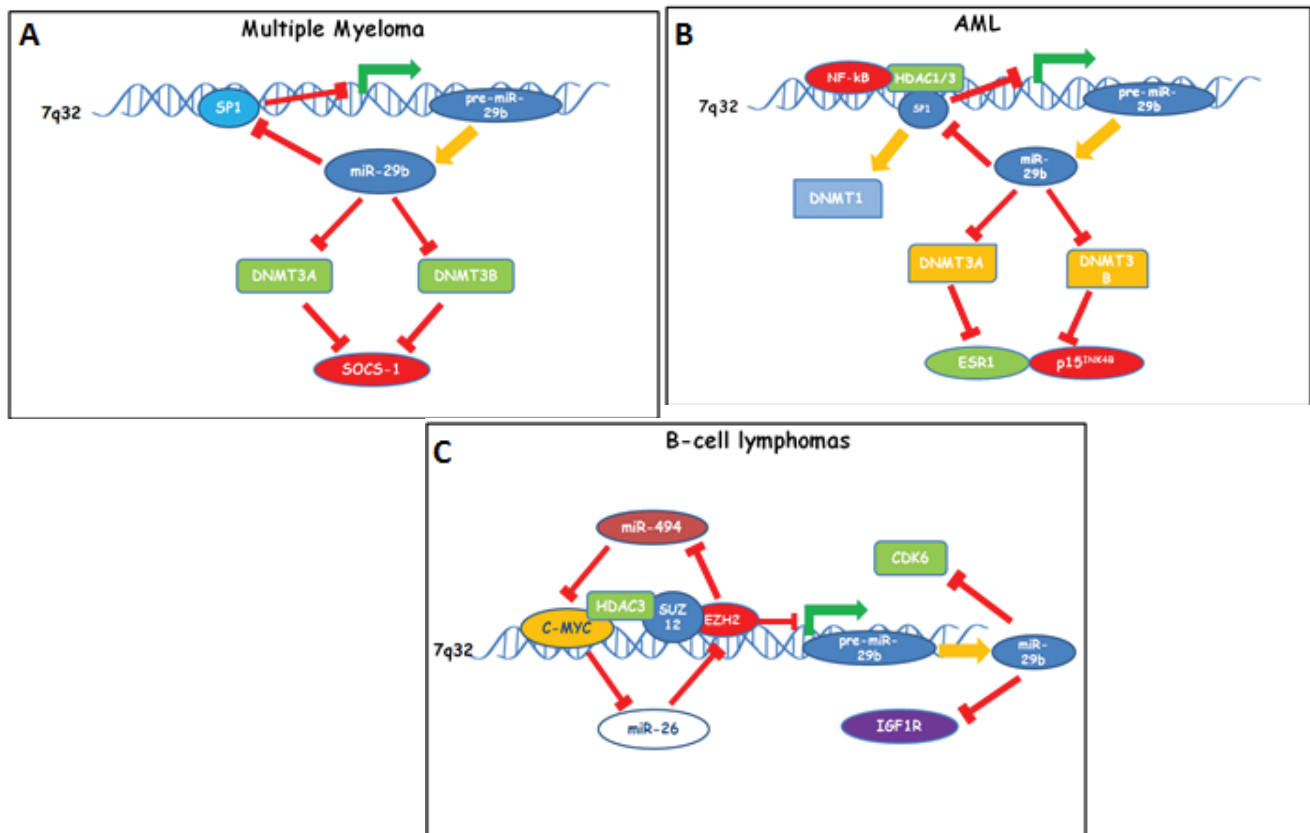 A
Multiple Myeloma
7q32
SP1
pre-miR-
29b
miR-29b
DNMT3A
DNMT3B
SOCS-1
B
AML
NF-kB
HDAC1/3
7q32
SP1
pre-miR-
29b
miR-
29b
DNMT1
DNMT3A
DNMT3
B
ESR1
p15INK4B
C
B-cell lymphomas
miR-494
CDK6
HDAC3
SUZ
12
EZH2
C-MYC
7q32
pre-miR-
29b
miR-
29b
miR-26
IGF1R